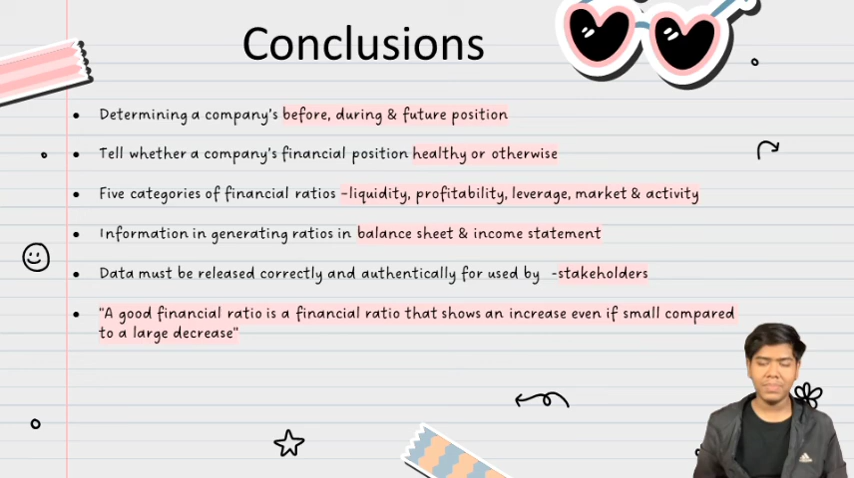 Conclusions
• Determining a company's before, during & future position
• Tell whether a company's financial position healthy or otherwise
• Five categories of financial ratios -liquidity, profitability, leverage, market & activity
• Information in generating ratios in balance sheet & income statement
• Data must be released correctly and authentically for used by -stakeholders
• "A good financial ratio is a financial ratio that shows an increase even if small compared
to a large decrease"